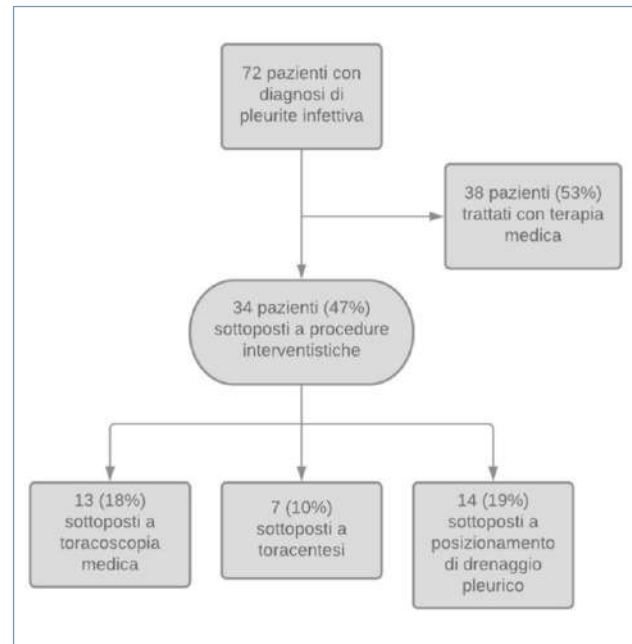 72 pazienti con
diagnosi di
pleurite infettiva
38 pazienti (53%)
trattati con terapia
medica
34 pazienti (47%)
sottoposti a procedure
interventistiche
13 (18%)
sottoposti a
toracoscopia
medica
7 (10%)
sottoposti a
toracentesi
14 (19%)
sottoposti a
posizionamento
di drenaggio
pleurico